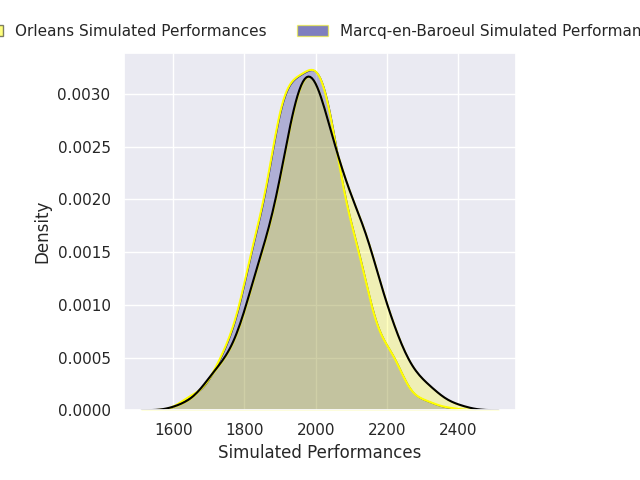 Orleans Simulated Performances
Marcq-en-Baroeul Simulated Performan
0.0030
0.0025
0.0020
0.0015
0.0010
0.0005
0.0000
Density
1600 1800 2000 2200 2400
Simulated Performances